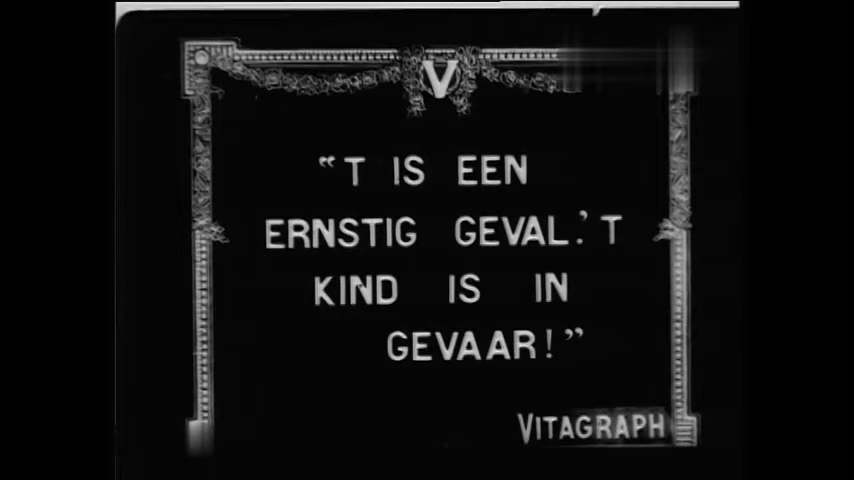 V
“T IS EEN
ERNSTIG GEVAL.'T
KIND IS IN
GEVAAR!”
VITAGRAPH